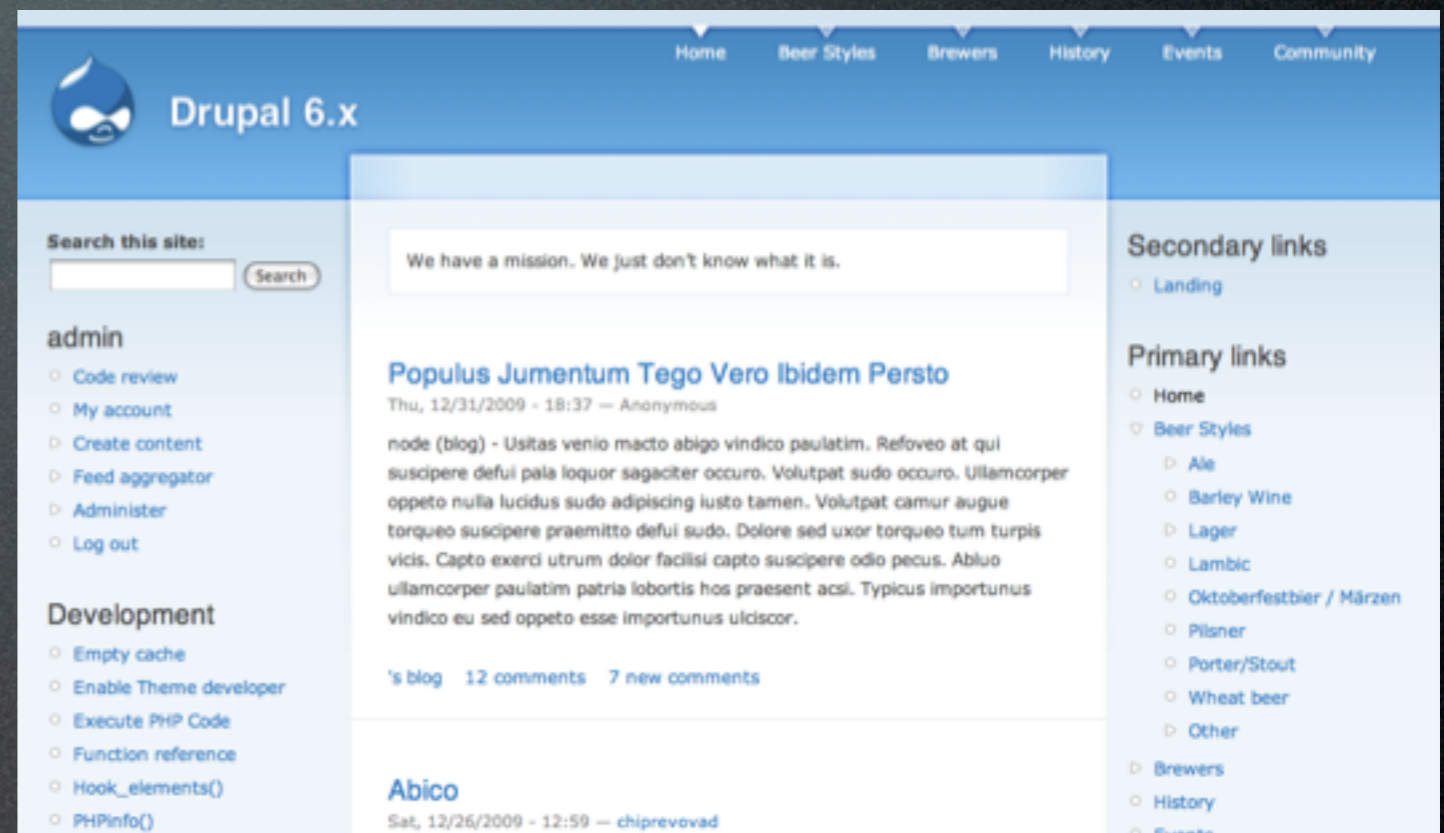 Home Beer Styles Brewers History Events Community
Drupal 6.x
Search this site:
Search
admin
Code review
My account
Create content
Feed aggregator
Administer
Log out
Development
Empty cache
Enable Theme developer
Execute PHP Code
Function reference
Hook_elements()
PHPinfo()
We have a mission. We just don't know what it is.
Populus Jumentum Tego Vero Ibidem Persto
Thu, 12/31/2009 - 18:37 — Anonymous
node (blog) - Usitas venio macto abigo vindico paulatim. Refoveo at qui
suscipere defui pala loquor sagaciter occuro. Volutpat sudo occuro. Ullamcorper
oppeto nulla lucidus sudo adipiscing iusto tamen. Volutpat camur augue
torqueo suscipere praemitto defui sudo. Dolore sed uxor torqueo tum turpis
vicis. Capto exerci utrum dolor facilisi capto suscipere odio pecus. Abluo
ullamcorper paulatim patria lobortis hos praesent acsi. Typicus importunus
vindico eu sed oppeto esse importunus ulciscor.
's blog 12 comments 7 new comments
Abico
Sat, 12/26/2009 - 12:59 — chiprevovad
Secondary links
Landing
Primary links
Home
Beer Styles
Ale
Barley Wine
Lager
Lambic
Oktoberfestbier / Märzen
Pilsner
Porter/Stout
Wheat beer
Other
Brewers
History
Events